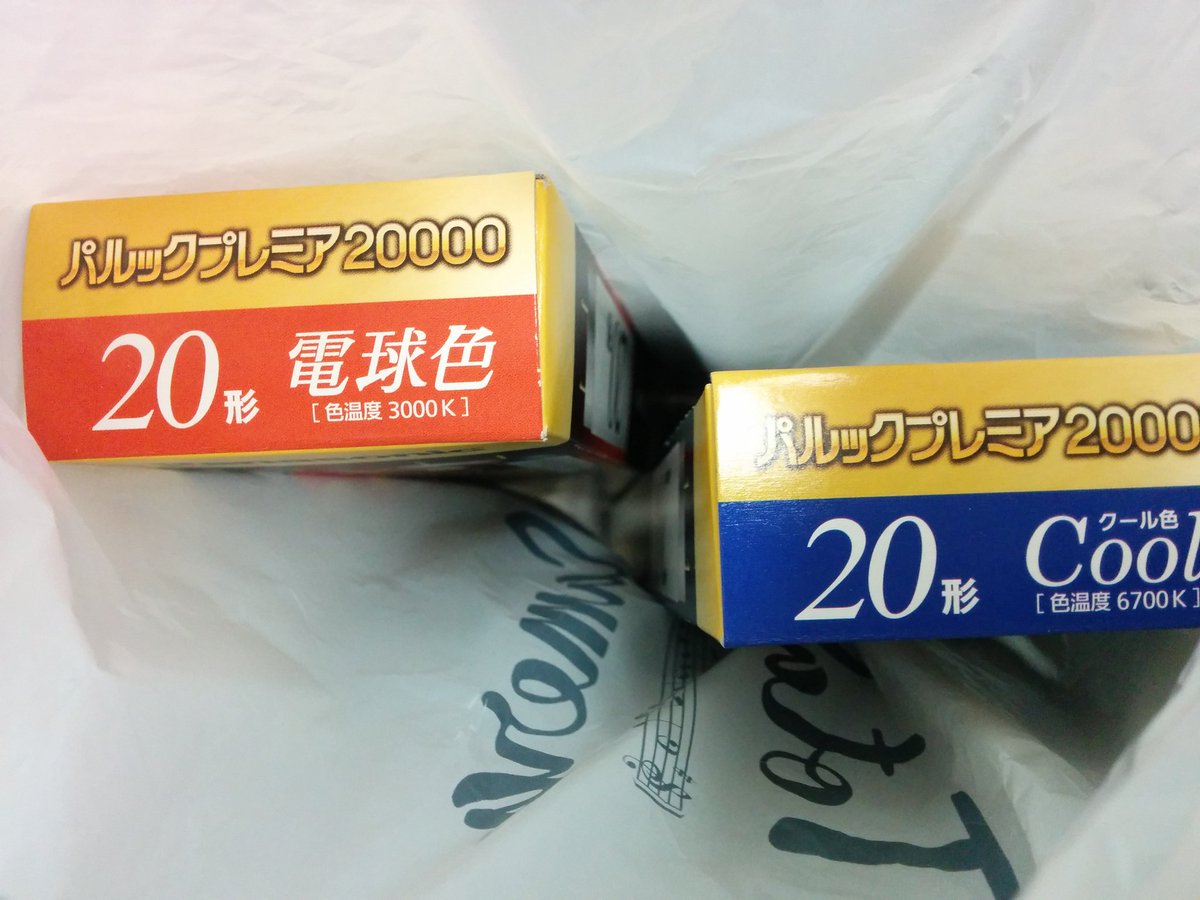 パルックプレミア20000
20形 電球色
[色温度 3000K]
パルックプレミア2000
クール色
20形 Cool
[色温度 6700K]